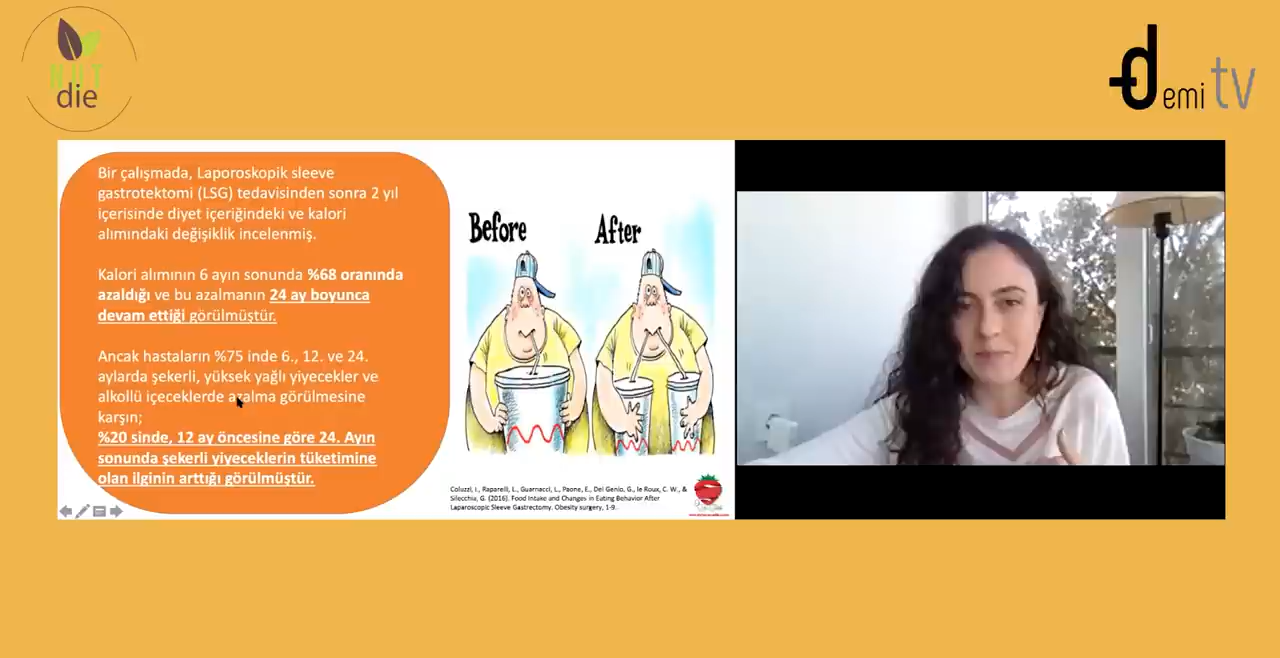 NUT
die
demi tv
Bir çalışmada, Laporoskopik sleeve
gastrotektomi (LSG) tedavisinden sonra 2 yıl
içerisinde diyet içeriğindeki ve kalori
alımındaki değişiklik incelenmiş.
Kalori alımının 6 ayın sonunda %68 oranında
azaldığı ve bu azalmanın 24 ay boyunca
devam ettiği görülmüştür.
Ancak hastaların %75 inde 6., 12. ve 24.
aylarda şekerli, yüksek yağlı yiyecekler ve
alkollü içeceklerde azalma görülmesine
karşın;
%20 sinde, 12 ay öncesine göre 24. Ayın
sonunda şekerli yiyeceklerin tüketimine
olan ilginin arttığı görülmüştür.
Before After
Coluzzi, I., Raparelli, L., Guarnacci, L., Paone, E., Del Genio, G., le Roux, C. W., &
Silecchia, G. (2016). Food Intake and Changes in Eating Behavior After
Laparoscopic Sleeve Gastrectomy. Obesity surgery, 1-9..